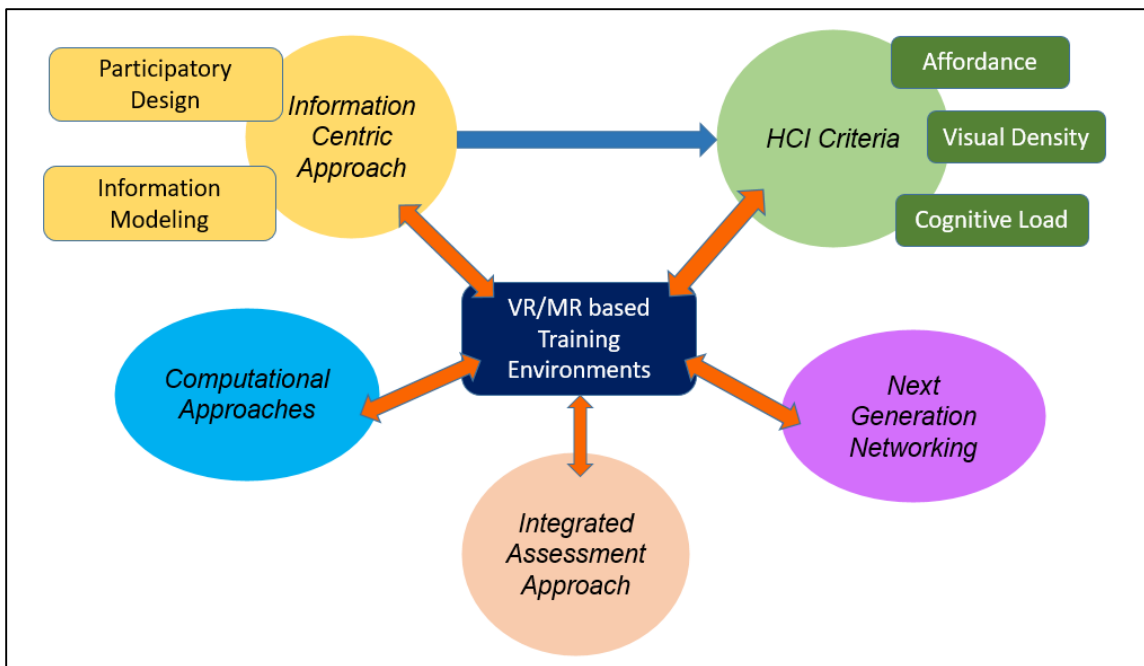 Participatory
Design
Information
Centric
Approach
Information
Modeling
HCI Criteria
Affordance
Visual Density
Cognitive Load
VR/MR based
Training
Environments
Computational
Approaches
Next
Generation
Networking
Integrated
Assessment
Approach